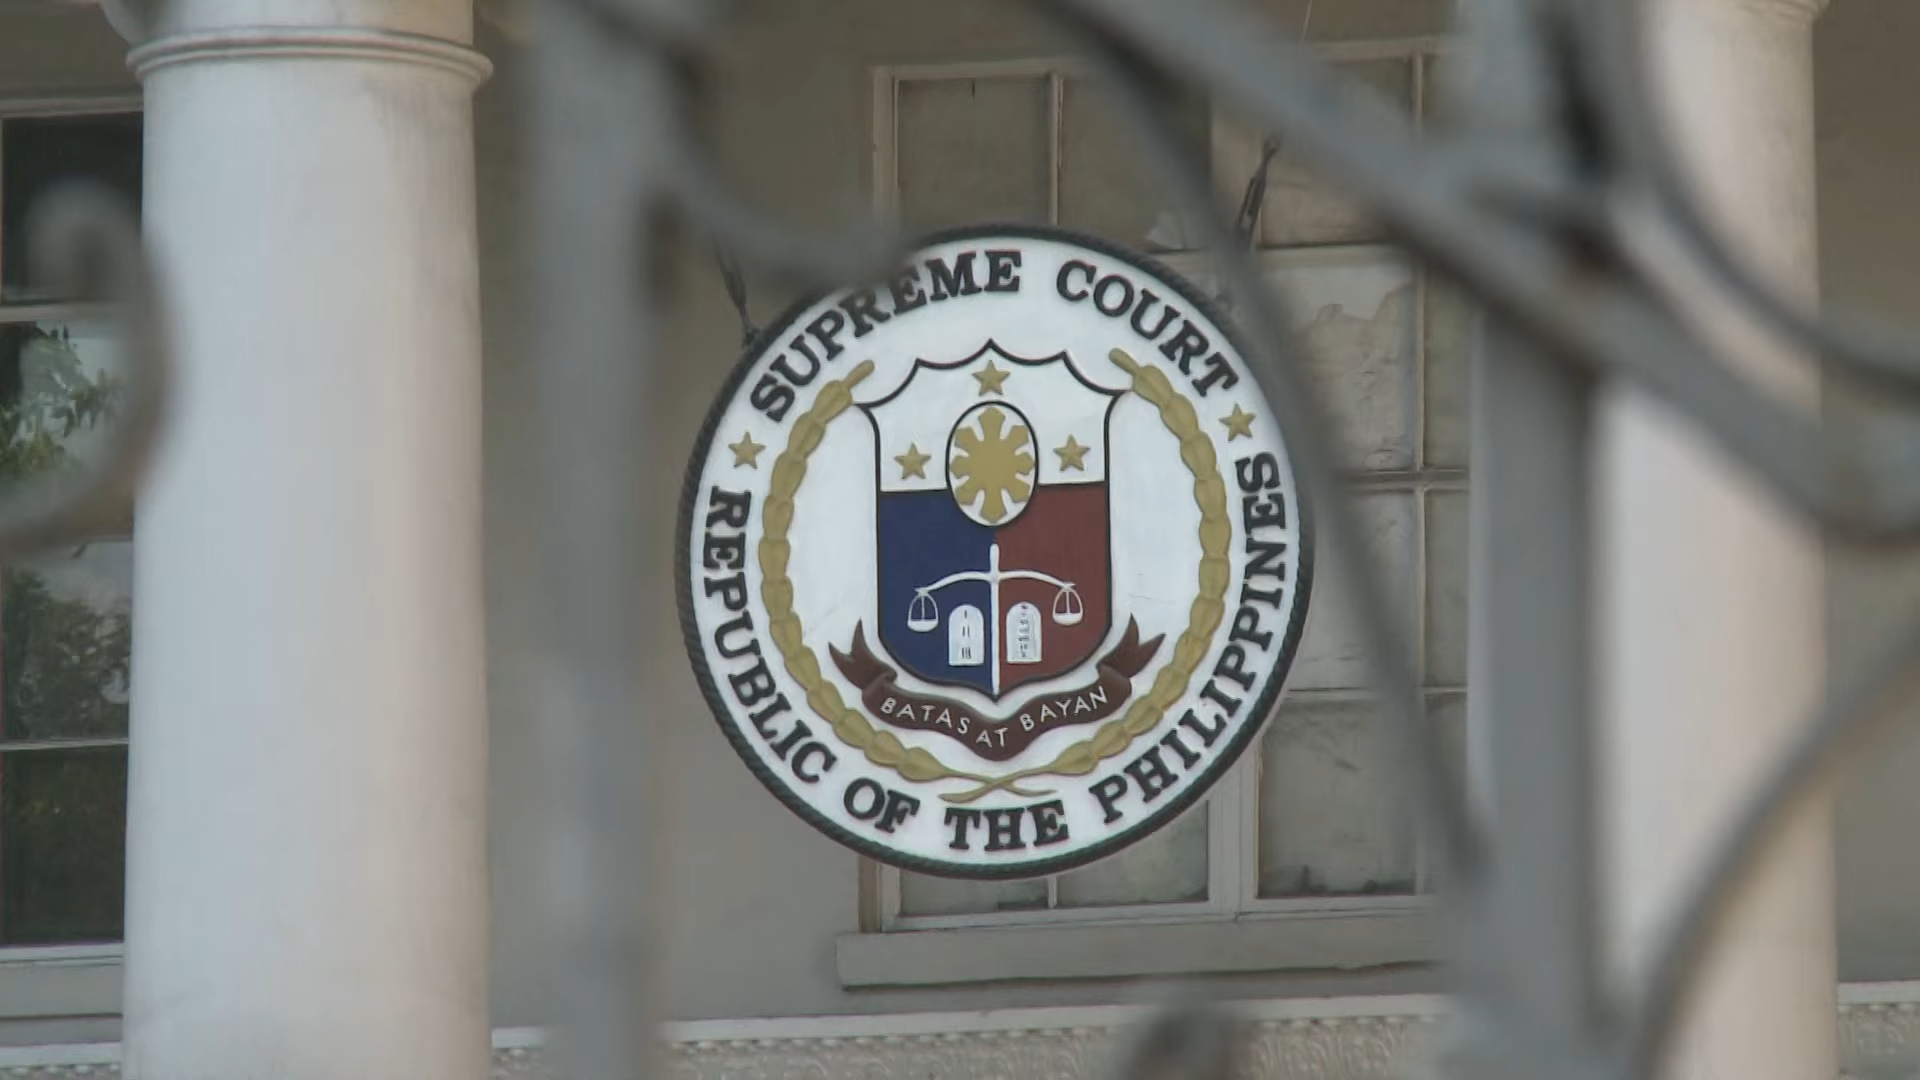 SUPREME COURT
REPUBLIC OF THE PHILIPPINES
BATAS AT BAYAN